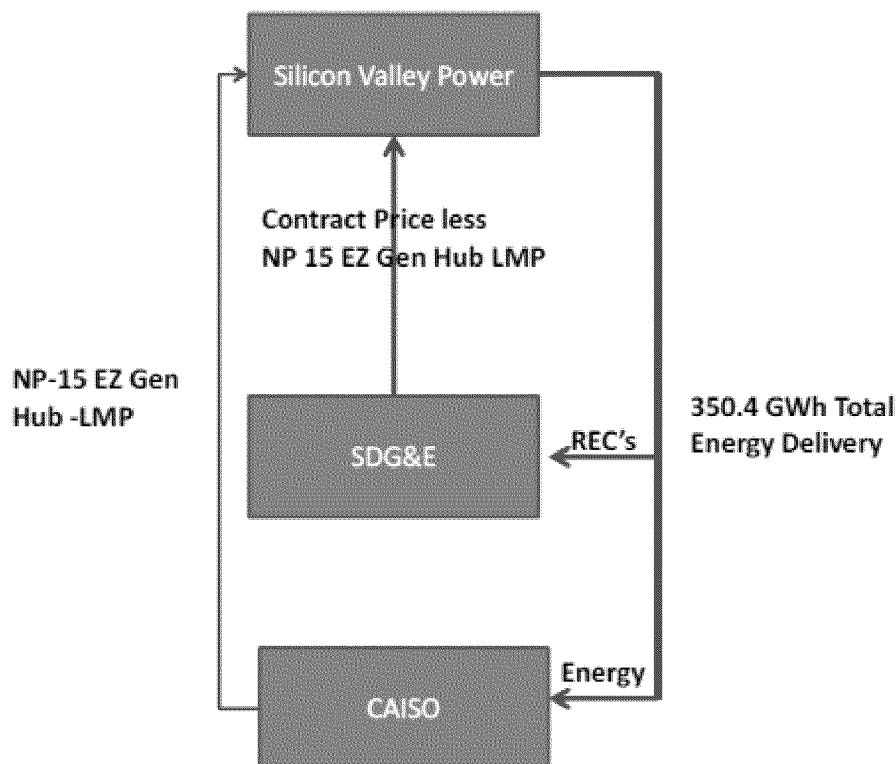 Silicon Valley Power
Contract Price less
NP 15 EZ Gen Hub LMP
NP-15 EZ Gen
Hub -LMP
350.4 GWh Total
Energy Delivery
REC's
SDG&E
Energy
CAISO